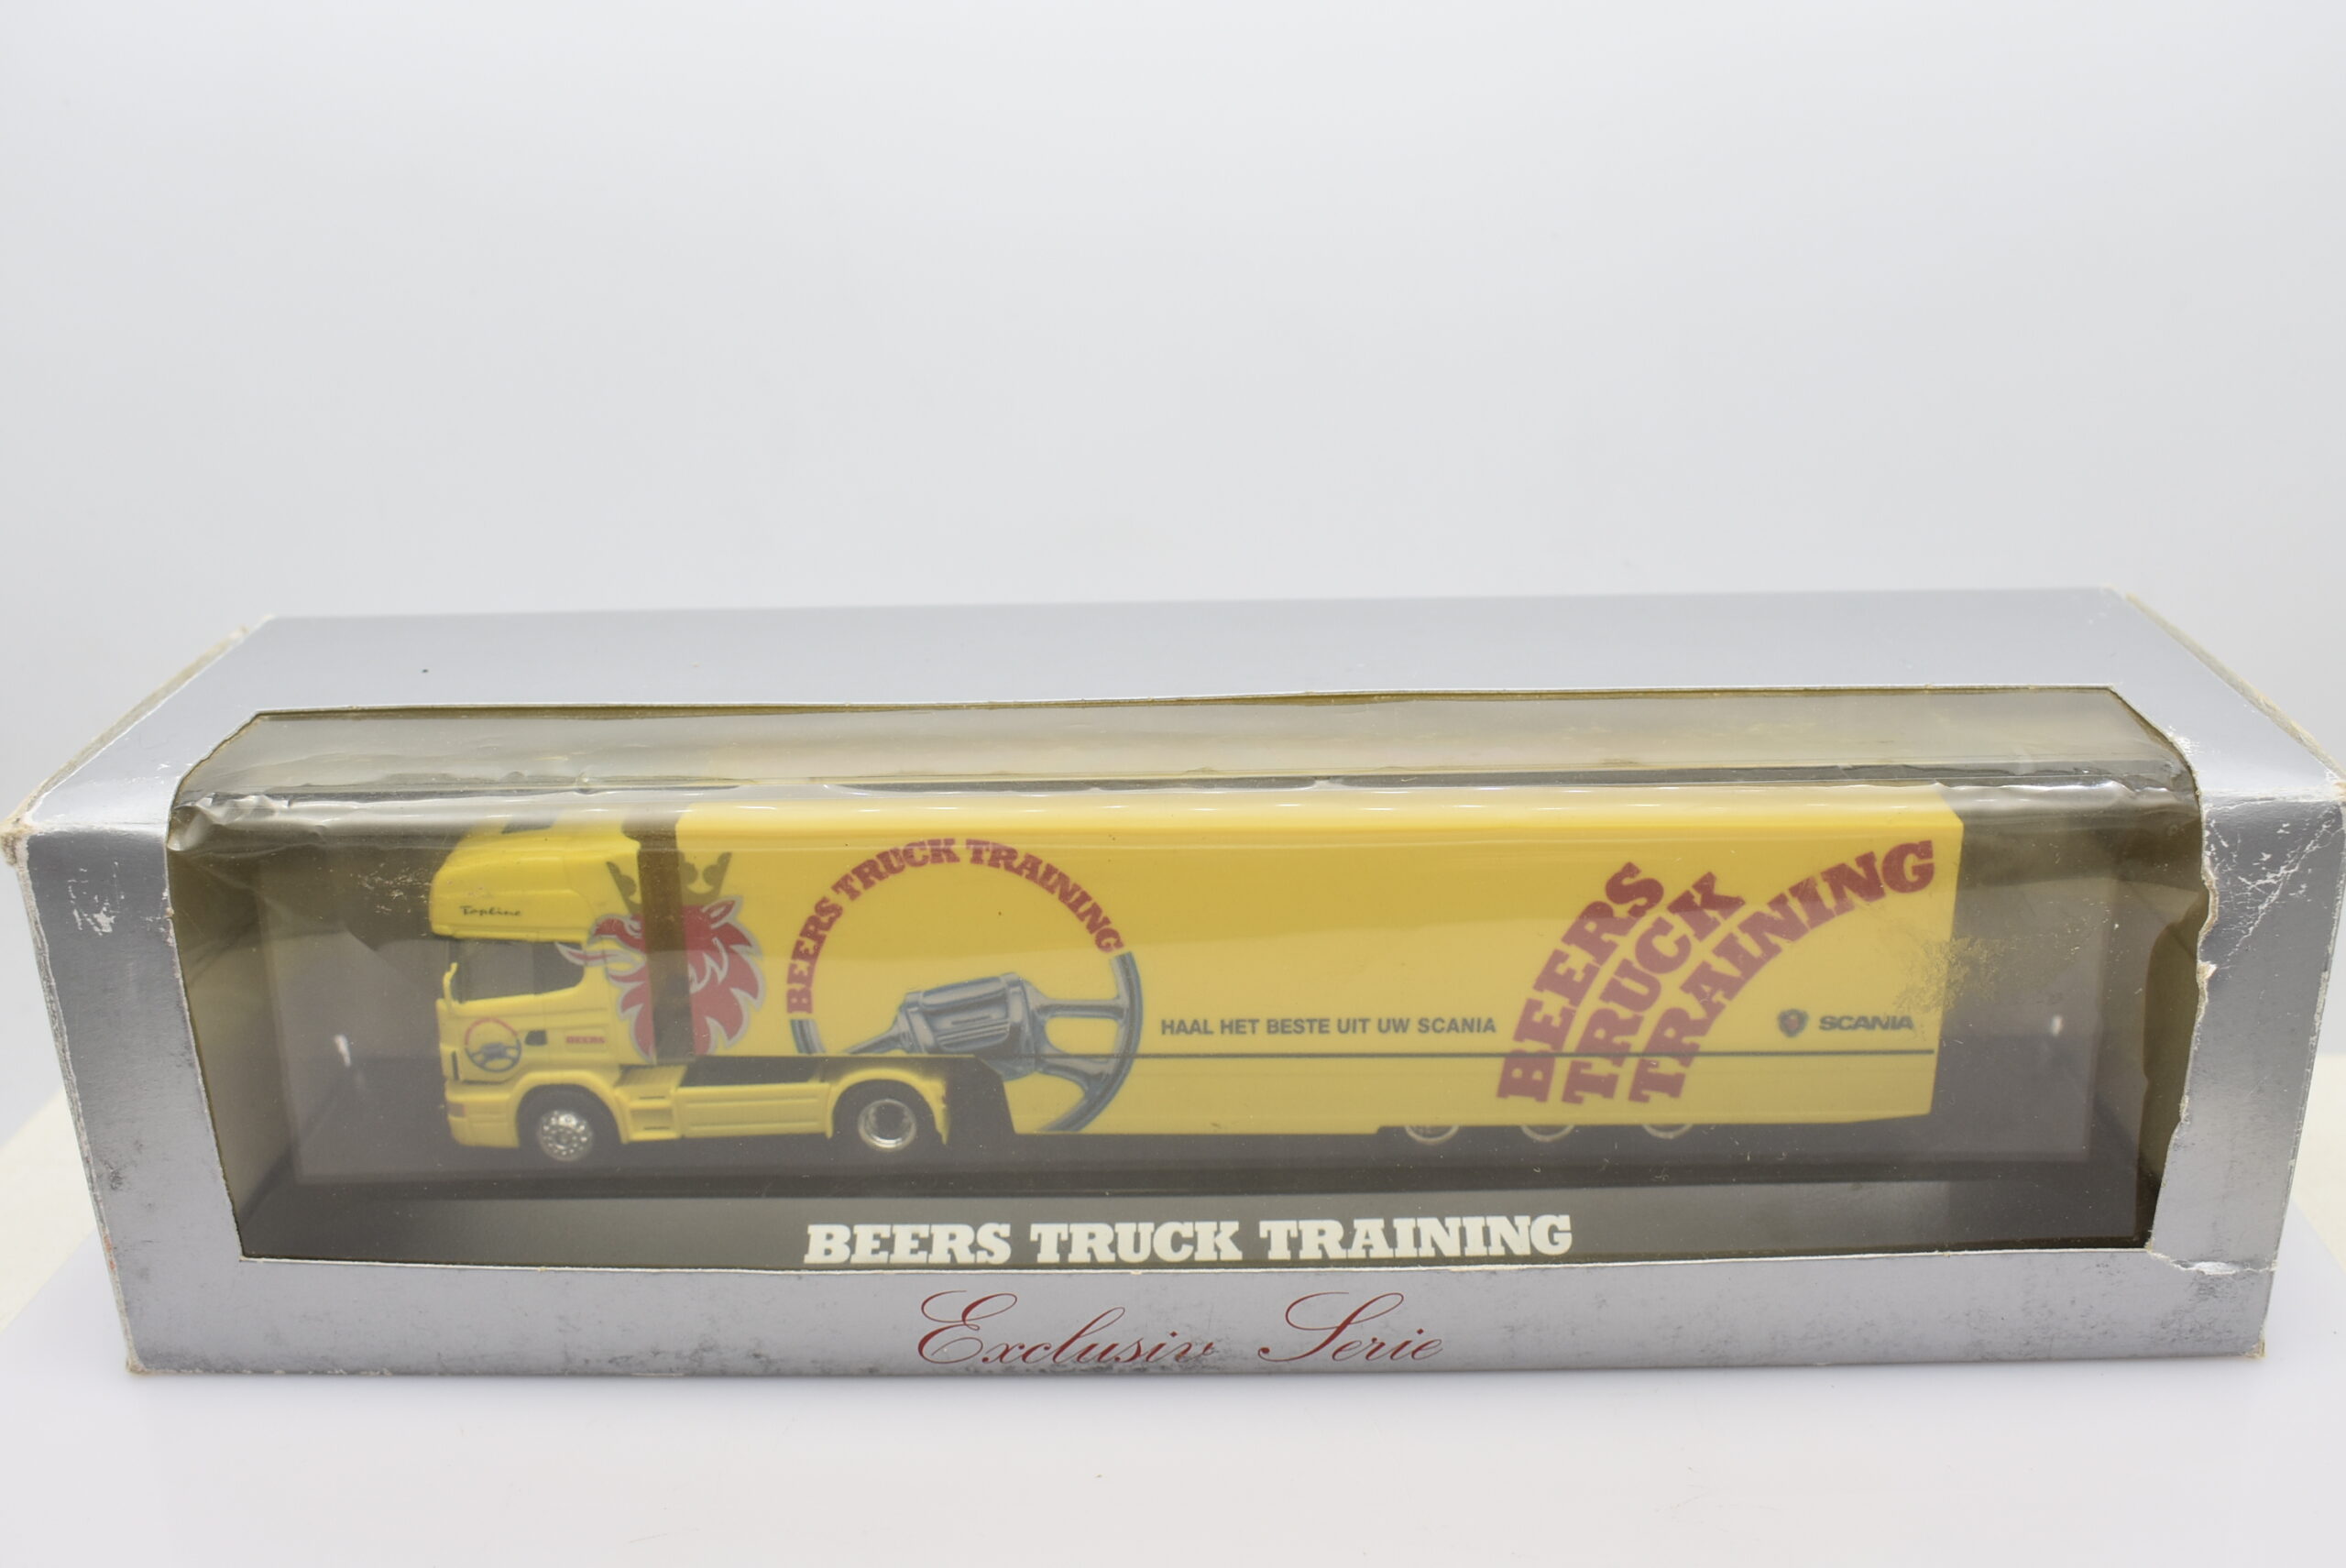 Topline
BEERS
BEERS TRUCK TRAINING
HAAL HET BESTE UIT UW SCANIA
BEERS
TRUCK
TRAINING
SCANIA
BEERS TRUCK TRAINING
Exclusiv Serie